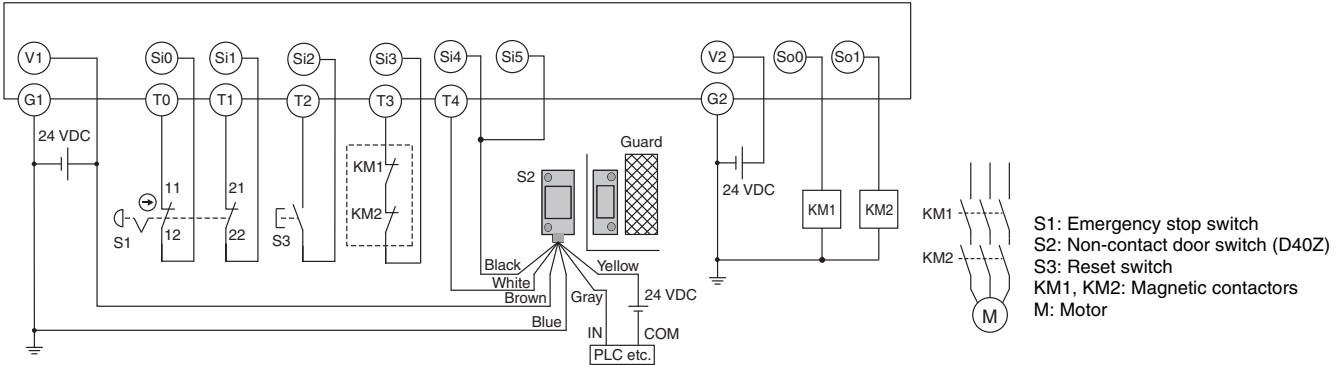 V1 Si0 Si1 Si2 Si3 Si4 Si5 V2 So0 So1
G1 T0 T1 T2 T3 T4 G2
24 VDC
Guard
KM1
S2
24 VDC
11 21
KM2
KM1 KM2
S1 12 22 S3
KM1
KM2
M
Black Yellow
White
Brown Gray 24 VDC
Blue IN COM
PLC etc.
S1: Emergency stop switch
S2: Non-contact door switch (D40Z)
S3: Reset switch
KM1, KM2: Magnetic contactors
M: Motor